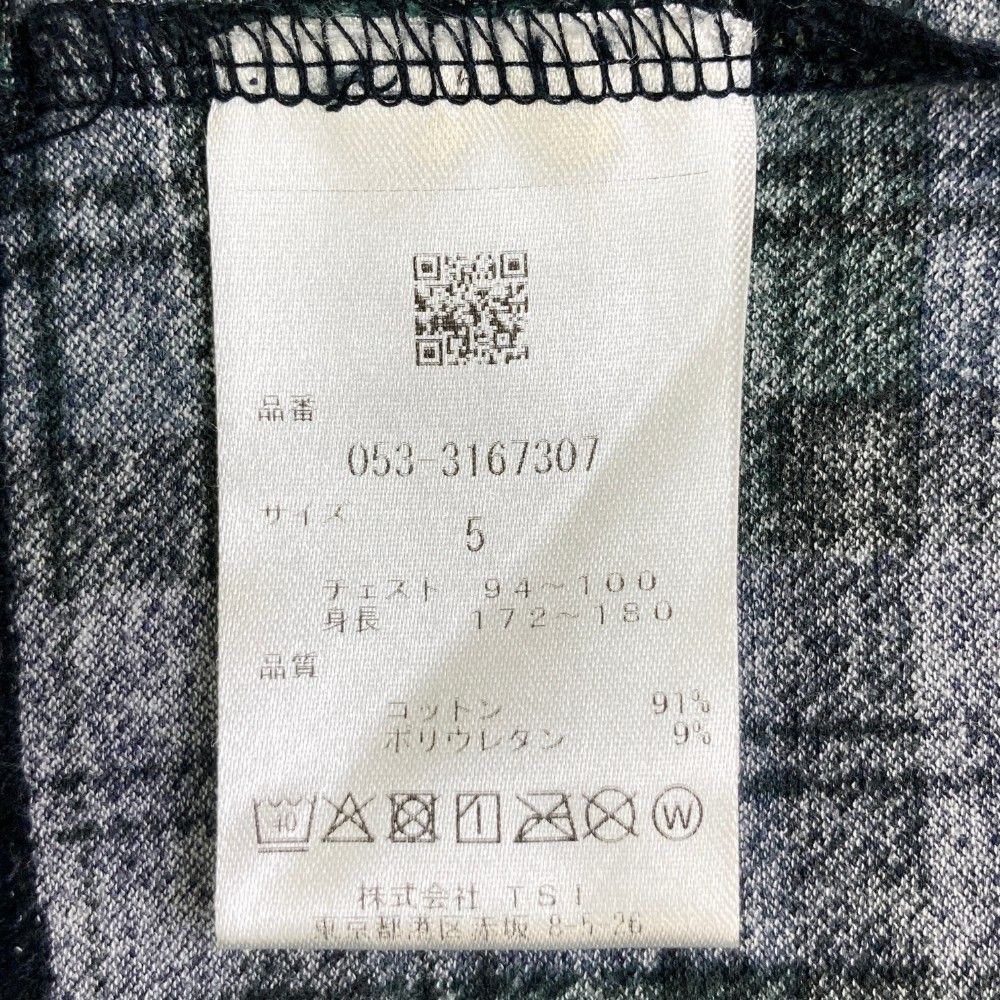 品番
053-3167307
サイズ
5
チェスト 94～100
身長 172～180
品質
コットン 91%
ポリウレタン 9%
40 W
株式会社 TSI
東京都港区赤坂 8-5-26